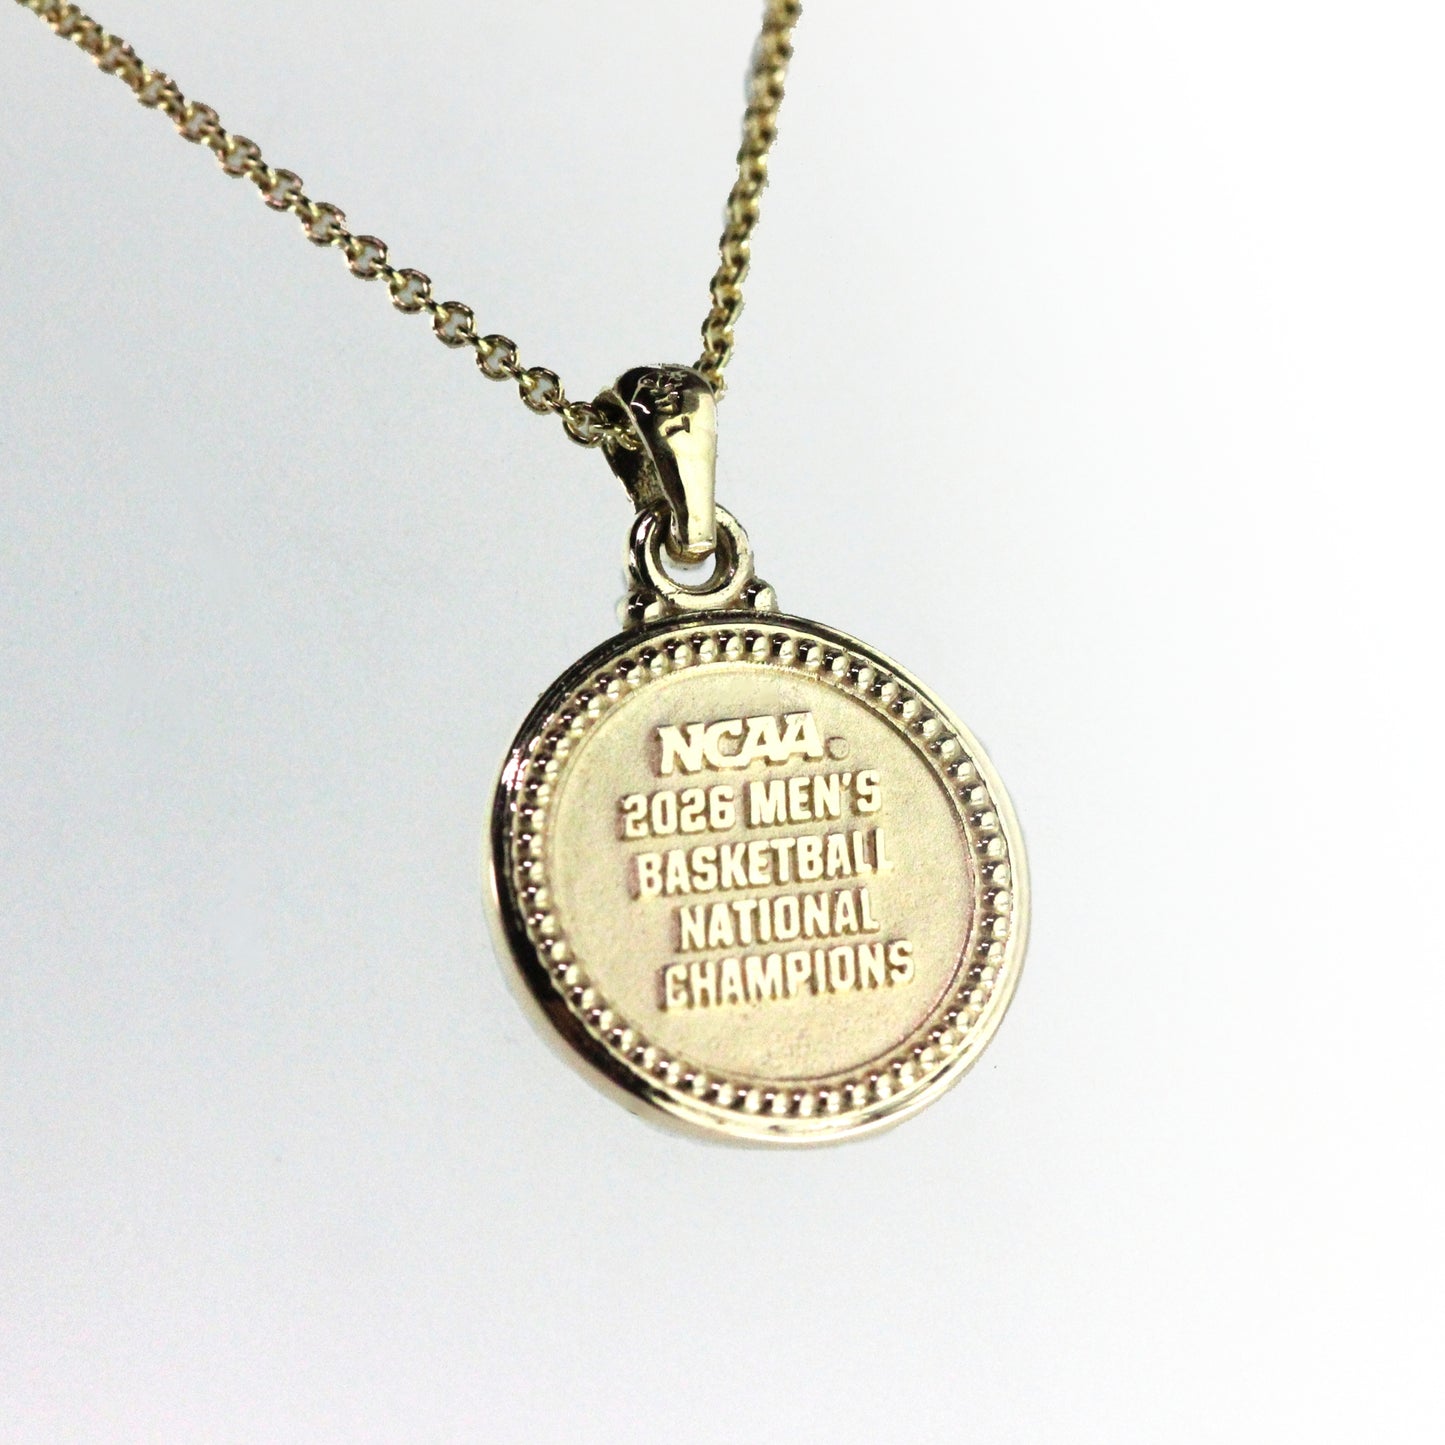 NCAA
2026 MEN'S
BASKETBALL
NATIONAL
CHAMPIONS